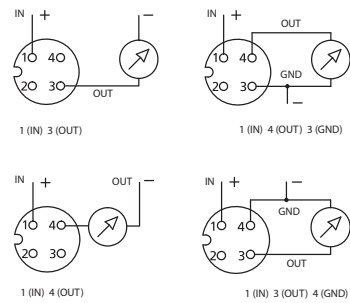 IN + −
1 4
2 3
OUT
1 (IN) 3 (OUT)
OUT
IN +
1 4
GND
2 3
−
1 (IN) 4 (OUT) 3 (GND)
IN + OUT −
1 4
2 3
1 (IN) 4 (OUT)
IN + −
GND
1 4
2 3
OUT
1 (IN) 3 (OUT) 4 (GND)